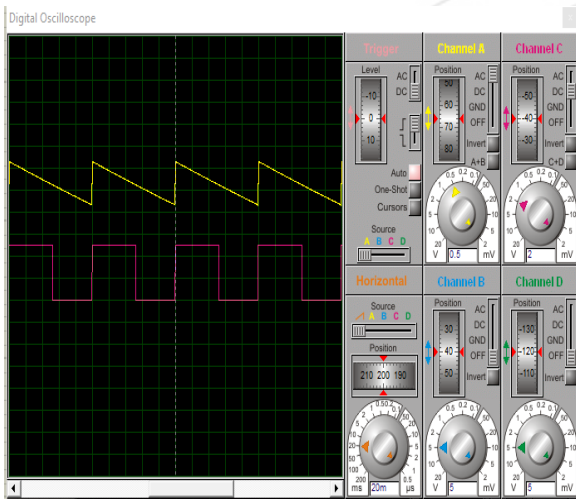 Digital Oscilloscope
Trigger
Level
AC
DC
-10
0
10
Auto
One-Shot
Cursors
Source
A B C D
Channel A
Position
AC
DC
GND
OFF
Invert
A+B
50
60
70
80
V 0.5 mV
Channel C
Position
AC
DC
GND
OFF
Invert
C+D
-50
-40
-30
V 2 mV
Horizontal
Source
A B C D
Position
210 200 190
ms 20m µs
Channel B
Position
AC
DC
GND
OFF
Invert
30
40
50
V 5 mV
Channel D
Position
AC
DC
GND
OFF
Invert
-130
-120
-110
V 5 mV